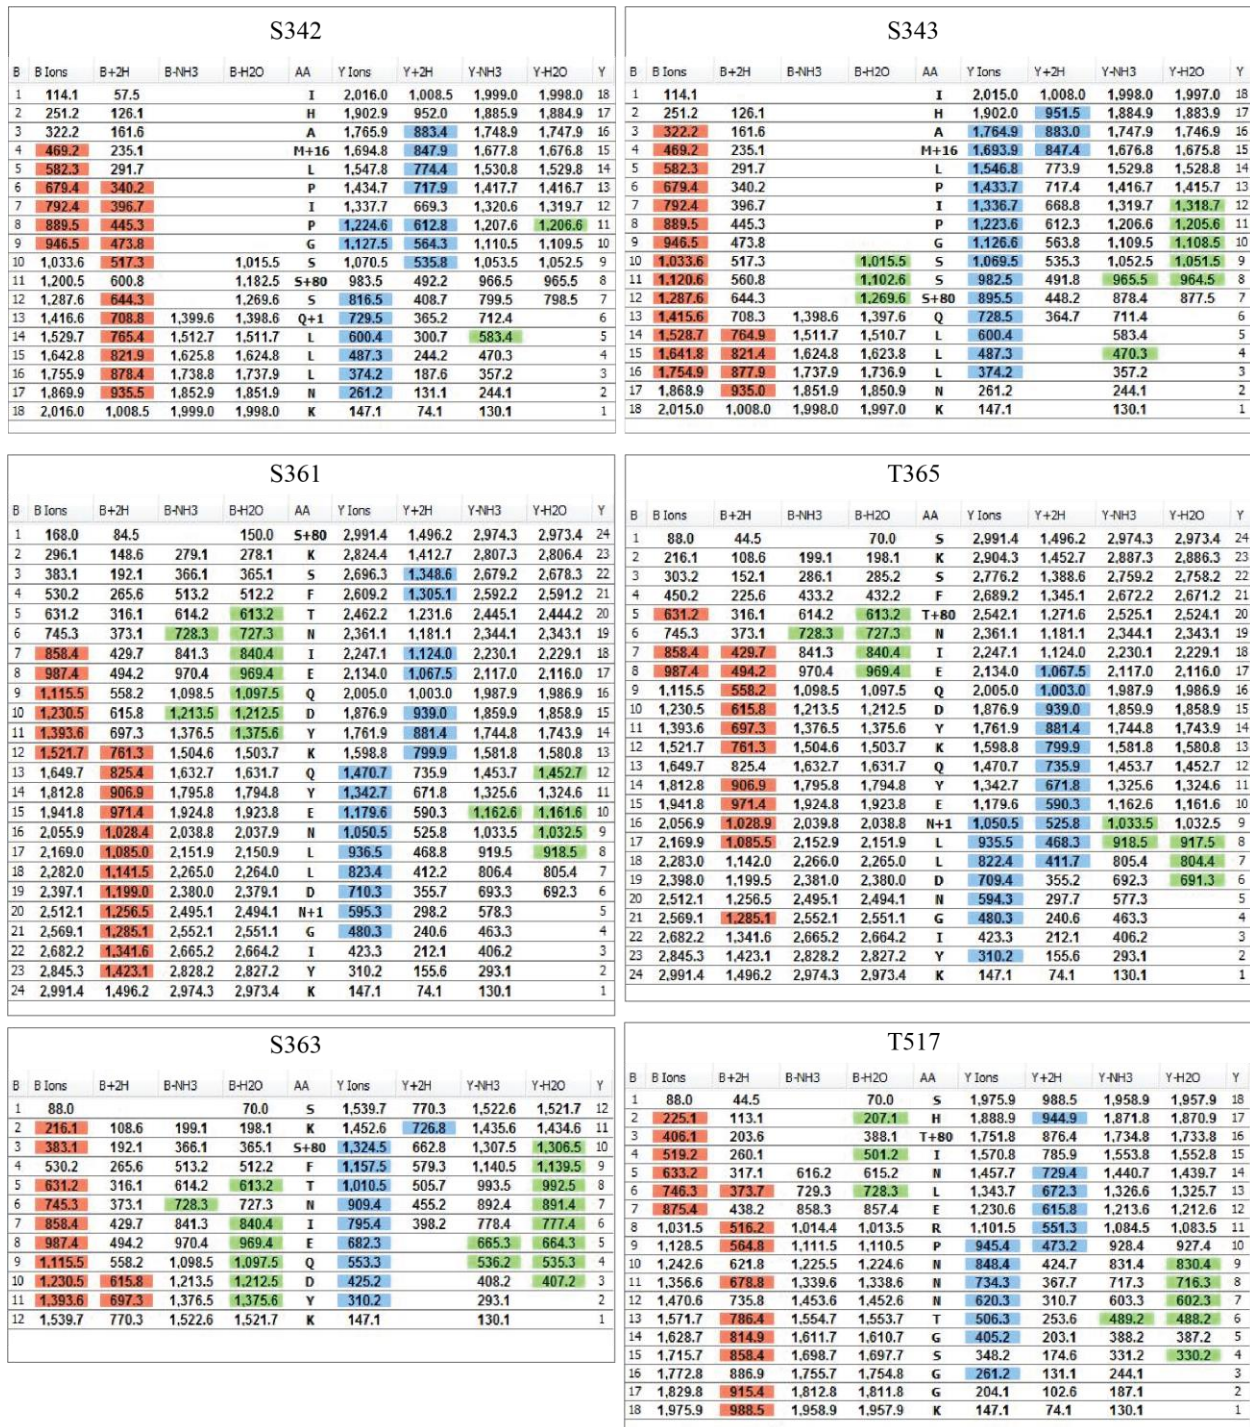 S342
B B Ions B+2H B-NH3 B-H2O AA Y Ions Y+2H Y-NH3 Y-H2O Y
1 114.1 57.5 I 2,016.0 1,008.5 1,999.0 1,998.0 18
2 251.2 126.1 H 1,902.9 952.0 1,885.9 1,884.9 17
3 322.2 161.6 A 1,765.9 883.4 1,748.9 1,747.9 16
4 469.2 235.1 M+16 1,694.8 847.9 1,677.8 1,676.8 15
5 582.3 291.7 L 1,547.8 774.4 1,530.8 1,529.8 14
6 679.4 340.2 P 1,434.7 717.9 1,417.7 1,416.7 13
7 792.4 396.7 I 1,337.7 669.3 1,320.6 1,319.7 12
8 889.5 445.3 P 1,224.6 612.8 1,207.6 1,206.6 11
9 946.5 473.8 G 1,127.5 564.3 1,110.5 1,109.5 10
10 1,033.6 517.3 1,015.5 S 1,070.5 535.8 1,053.5 1,052.5 9
11 1,200.5 600.8 1,182.5 S+80 983.5 492.2 966.5 965.5 8
12 1,287.6 644.3 1,269.6 S 816.5 408.7 799.5 798.5 7
13 1,416.6 708.8 1,399.6 1,398.6 Q+1 729.5 365.2 712.4 6
14 1,529.7 765.4 1,512.7 1,511.7 L 600.4 300.7 583.4 5
15 1,642.8 821.9 1,625.8 1,624.8 L 487.3 244.2 470.3 4
16 1,755.9 878.4 1,738.8 1,737.9 L 374.2 187.6 357.2 3
17 1,869.9 935.5 1,852.9 1,851.9 N 261.2 131.1 244.1 2
18 2,016.0 1,008.5 1,999.0 1,998.0 K 147.1 74.1 130.1 1
S343
B B Ions B+2H B-NH3 B-H2O AA Y Ions Y+2H Y-NH3 Y-H2O Y
1 114.1 I 2,015.0 1,008.0 1,998.0 1,997.0 18
2 251.2 126.1 H 1,902.0 951.5 1,884.9 1,883.9 17
3 322.2 161.6 A 1,764.9 883.0 1,747.9 1,746.9 16
4 469.2 235.1 M+16 1,693.9 847.4 1,676.8 1,675.8 15
5 582.3 291.7 L 1,546.8 773.9 1,529.8 1,528.8 14
6 679.4 340.2 P 1,433.7 717.4 1,416.7 1,415.7 13
7 792.4 396.7 I 1,336.7 668.8 1,319.7 1,318.7 12
8 889.5 445.3 P 1,223.6 612.3 1,206.6 1,205.6 11
9 946.5 473.8 G 1,126.6 563.8 1,109.5 1,108.5 10
10 1,033.6 517.3 1,015.5 S 1,069.5 535.3 1,052.5 1,051.5 9
11 1,120.6 560.8 1,102.6 S 982.5 491.8 965.5 964.5 8
12 1,287.6 644.3 1,269.6 S+80 895.5 448.2 878.4 877.5 7
13 1,415.6 708.3 1,398.6 1,397.6 Q 728.5 364.7 711.4 6
14 1,528.7 764.9 1,511.7 1,510.7 L 600.4 583.4 5
15 1,641.8 821.4 1,624.8 1,623.8 L 487.3 470.3 4
16 1,754.9 877.9 1,737.9 1,736.9 L 374.2 357.2 3
17 1,868.9 935.0 1,851.9 1,850.9 N 261.2 244.1 2
18 2,015.0 1,008.0 1,998.0 1,997.0 K 147.1 130.1 1
S361
B B Ions B+2H B-NH3 B-H2O AA Y Ions Y+2H Y-NH3 Y-H2O Y
1 168.0 84.5 150.0 S+80 2,991.4 1,496.2 2,974.3 2,973.4 24
2 296.1 148.6 279.1 278.1 K 2,824.4 1,412.7 2,807.3 2,806.4 23
3 383.1 192.1 366.1 365.1 S 2,696.3 1,348.6 2,679.2 2,678.3 22
4 530.2 265.6 513.2 512.2 F 2,609.2 1,305.1 2,592.2 2,591.2 21
5 631.2 316.1 614.2 613.2 T 2,462.2 1,231.6 2,445.1 2,444.2 20
6 745.3 373.1 728.3 727.3 N 2,361.1 1,181.1 2,344.1 2,343.1 19
7 858.4 429.7 841.3 840.4 I 2,247.1 1,124.0 2,230.1 2,229.1 18
8 987.4 494.2 970.4 969.4 E 2,134.0 1,067.5 2,117.0 2,116.0 17
9 1,115.5 558.2 1,098.5 1,097.5 Q 2,005.0 1,003.0 1,987.9 1,986.9 16
10 1,230.5 615.8 1,213.5 1,212.5 D 1,876.9 939.0 1,859.9 1,858.9 15
11 1,393.6 697.3 1,376.5 1,375.6 Y 1,761.9 881.4 1,744.8 1,743.9 14
12 1,521.7 761.3 1,504.6 1,503.7 K 1,598.8 799.9 1,581.8 1,580.8 13
13 1,649.7 825.4 1,632.7 1,631.7 Q 1,470.7 735.9 1,453.7 1,452.7 12
14 1,812.8 906.9 1,795.8 1,794.8 Y 1,342.7 671.8 1,325.6 1,324.6 11
15 1,941.8 971.4 1,924.8 1,923.8 E 1,179.6 590.3 1,162.6 1,161.6 10
16 2,055.9 1,028.4 2,038.8 2,037.9 N 1,050.5 525.8 1,033.5 1,032.5 9
17 2,169.0 1,085.0 2,151.9 2,150.9 L 936.5 468.8 919.5 918.5 8
18 2,282.0 1,141.5 2,265.0 2,264.0 L 823.4 412.2 806.4 805.4 7
19 2,397.1 1,199.0 2,380.0 2,379.1 D 710.3 355.7 693.3 692.3 6
20 2,512.1 1,256.5 2,495.1 2,494.1 N+1 595.3 298.2 578.3 5
21 2,569.1 1,285.1 2,552.1 2,551.1 G 480.3 240.6 463.3 4
22 2,682.2 1,341.6 2,665.2 2,664.2 I 423.3 212.1 406.2 3
23 2,845.3 1,423.1 2,828.2 2,827.2 Y 310.2 155.6 293.1 2
24 2,991.4 1,496.2 2,974.3 2,973.4 K 147.1 74.1 130.1 1
T365
B B Ions B+2H B-NH3 B-H2O AA Y Ions Y+2H Y-NH3 Y-H2O Y
1 88.0 44.5 70.0 S 2,991.4 1,496.2 2,974.3 2,973.4 24
2 216.1 108.6 199.1 198.1 K 2,904.3 1,452.7 2,887.3 2,886.3 23
3 303.2 152.1 286.1 285.2 S 2,776.2 1,388.6 2,759.2 2,758.2 22
4 450.2 225.6 433.2 432.2 F 2,689.2 1,345.1 2,672.2 2,671.2 21
5 631.2 316.1 614.2 613.2 T+80 2,542.1 1,271.6 2,525.1 2,524.1 20
6 745.3 373.1 728.3 727.3 N 2,361.1 1,181.1 2,344.1 2,343.1 19
7 858.4 429.7 841.3 840.4 I 2,247.1 1,124.0 2,230.1 2,229.1 18
8 987.4 494.2 970.4 969.4 E 2,134.0 1,067.5 2,117.0 2,116.0 17
9 1,115.5 558.2 1,098.5 1,097.5 Q 2,005.0 1,003.0 1,987.9 1,986.9 16
10 1,230.5 615.8 1,213.5 1,212.5 D 1,876.9 939.0 1,859.9 1,858.9 15
11 1,393.6 697.3 1,376.5 1,375.6 Y 1,761.9 881.4 1,744.8 1,743.9 14
12 1,521.7 761.3 1,504.6 1,503.7 K 1,598.8 799.9 1,581.8 1,580.8 13
13 1,649.7 825.4 1,632.7 1,631.7 Q 1,470.7 735.9 1,453.7 1,452.7 12
14 1,812.8 906.9 1,795.8 1,794.8 Y 1,342.7 671.8 1,325.6 1,324.6 11
15 1,941.8 971.4 1,924.8 1,923.8 E 1,179.6 590.3 1,162.6 1,161.6 10
16 2,056.9 1,028.9 2,039.8 2,038.8 N+1 1,050.5 525.8 1,033.5 1,032.5 9
17 2,169.9 1,085.5 2,152.9 2,151.9 L 935.5 468.3 918.5 917.5 8
18 2,283.0 1,142.0 2,266.0 2,265.0 L 822.4 411.7 805.4 804.4 7
19 2,398.0 1,199.5 2,381.0 2,380.0 D 709.4 355.2 692.3 691.3 6
20 2,512.1 1,256.5 2,495.1 2,494.1 N 594.3 297.7 577.3 5
21 2,569.1 1,285.1 2,552.1 2,551.1 G 480.3 240.6 463.3 4
22 2,682.2 1,341.6 2,665.2 2,664.2 I 423.3 212.1 406.2 3
23 2,845.3 1,423.1 2,828.2 2,827.2 Y 310.2 155.6 293.1 2
24 2,991.4 1,496.2 2,974.3 2,973.4 K 147.1 74.1 130.1 1
S363
B B Ions B+2H B-NH3 B-H2O AA Y Ions Y+2H Y-NH3 Y-H2O Y
1 88.0 70.0 S 1,539.7 770.3 1,522.6 1,521.7 12
2 216.1 108.6 199.1 198.1 K 1,452.6 726.8 1,435.6 1,434.6 11
3 383.1 192.1 366.1 365.1 S+80 1,324.5 662.8 1,307.5 1,306.5 10
4 530.2 265.6 513.2 512.2 F 1,157.5 579.3 1,140.5 1,139.5 9
5 631.2 316.1 614.2 613.2 T 1,010.5 505.7 993.5 992.5 8
6 745.3 373.1 728.3 727.3 N 909.4 455.2 892.4 891.4 7
7 858.4 429.7 841.3 840.4 I 795.4 398.2 778.4 777.4 6
8 987.4 494.2 970.4 969.4 E 682.3 665.3 664.3 5
9 1,115.5 558.2 1,098.5 1,097.5 Q 553.3 536.2 535.3 4
10 1,230.5 615.8 1,213.5 1,212.5 D 425.2 408.2 407.2 3
11 1,393.6 697.3 1,376.5 1,375.6 Y 310.2 293.1 2
12 1,539.7 770.3 1,522.6 1,521.7 K 147.1 130.1 1
T517
B B Ions B+2H B-NH3 B-H2O AA Y Ions Y+2H Y-NH3 Y-H2O Y
1 88.0 44.5 70.0 S 1,975.9 988.5 1,958.9 1,957.9 18
2 225.1 113.1 207.1 H 1,888.9 944.9 1,871.8 1,870.9 17
3 406.1 203.6 388.1 T+80 1,751.8 876.4 1,734.8 1,733.8 16
4 519.2 260.1 501.2 I 1,570.8 785.9 1,553.8 1,552.8 15
5 633.2 317.1 616.2 615.2 N 1,457.7 729.4 1,440.7 1,439.7 14
6 746.3 373.7 729.3 728.3 L 1,343.7 672.3 1,326.6 1,325.7 13
7 875.4 438.2 858.3 857.4 E 1,230.6 615.8 1,213.6 1,212.6 12
8 1,031.5 516.2 1,014.4 1,013.5 R 1,101.5 551.3 1,084.5 1,083.5 11
9 1,128.5 564.8 1,111.5 1,110.5 P 945.4 473.2 928.4 927.4 10
10 1,242.6 621.8 1,225.5 1,224.6 N 848.4 424.7 831.4 830.4 9
11 1,356.6 678.8 1,339.6 1,338.6 N 734.3 367.7 717.3 716.3 8
12 1,470.6 735.8 1,453.6 1,452.6 N 620.3 310.7 603.3 602.3 7
13 1,571.7 786.4 1,554.7 1,553.7 T 506.3 253.6 489.2 488.2 6
14 1,628.7 814.9 1,611.7 1,610.7 G 405.2 203.1 388.2 387.2 5
15 1,715.7 858.4 1,698.7 1,697.7 S 348.2 174.6 331.2 330.2 4
16 1,772.8 886.9 1,755.7 1,754.8 G 261.2 131.1 244.1 3
17 1,829.8 915.4 1,812.8 1,811.8 G 204.1 102.6 187.1 2
18 1,975.9 988.5 1,958.9 1,957.9 K 147.1 74.1 130.1 1